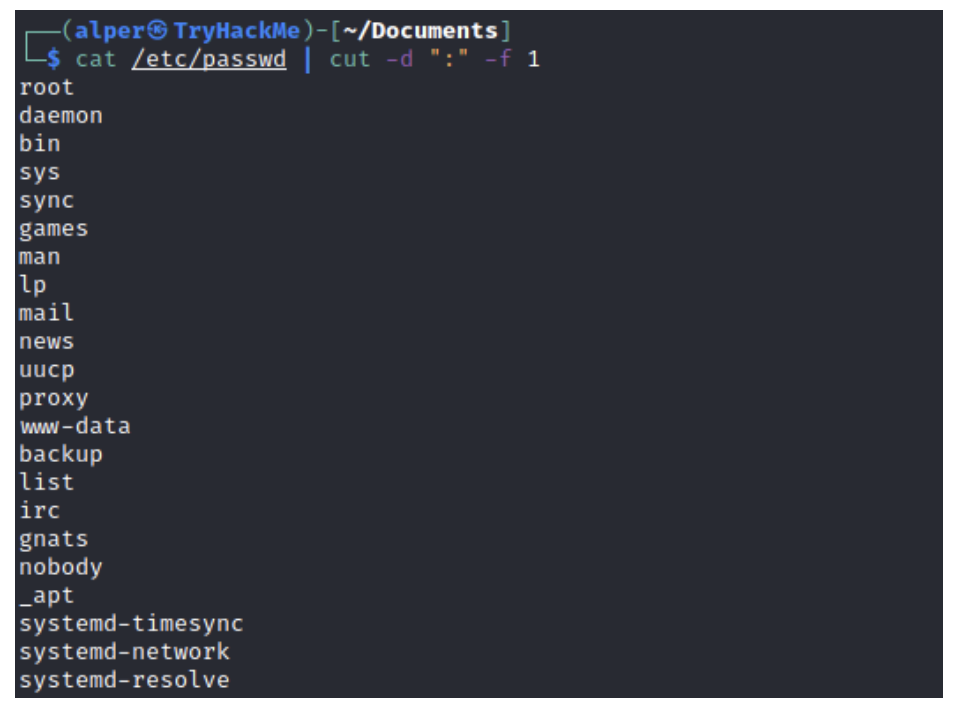 ┌──(alper㉿TryHackMe)-[~/Documents]
└─$ cat /etc/passwd | cut -d ":" -f 1
root
daemon
bin
sys
sync
games
man
lp
mail
news
uucp
proxy
www-data
backup
list
irc
gnats
nobody
_apt
systemd-timesync
systemd-network
systemd-resolve